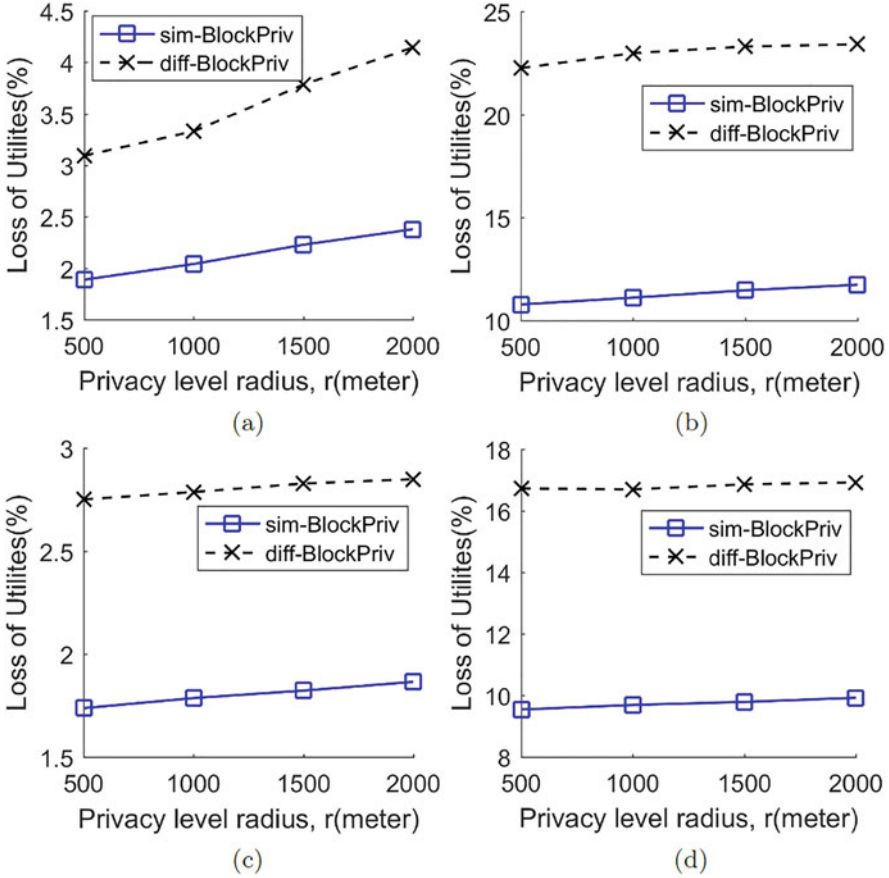 4.5
4
3.5
3
2.5
2
1.5
Loss of Utilites(%)
sim-BlockPriv
diff-BlockPriv
500 1000 1500 2000
Privacy level radius, r(meter)
(a)
25
20
15
10
Loss of Utilites(%)
sim-BlockPriv
diff-BlockPriv
500 1000 1500 2000
Privacy level radius, r(meter)
(b)
3
2.5
2
1.5
Loss of Utilites(%)
sim-BlockPriv
diff-BlockPriv
500 1000 1500 2000
Privacy level radius, r(meter)
(c)
18
16
14
12
10
8
Loss of Utilites(%)
sim-BlockPriv
diff-BlockPriv
500 1000 1500 2000
Privacy level radius, r(meter)
(d)